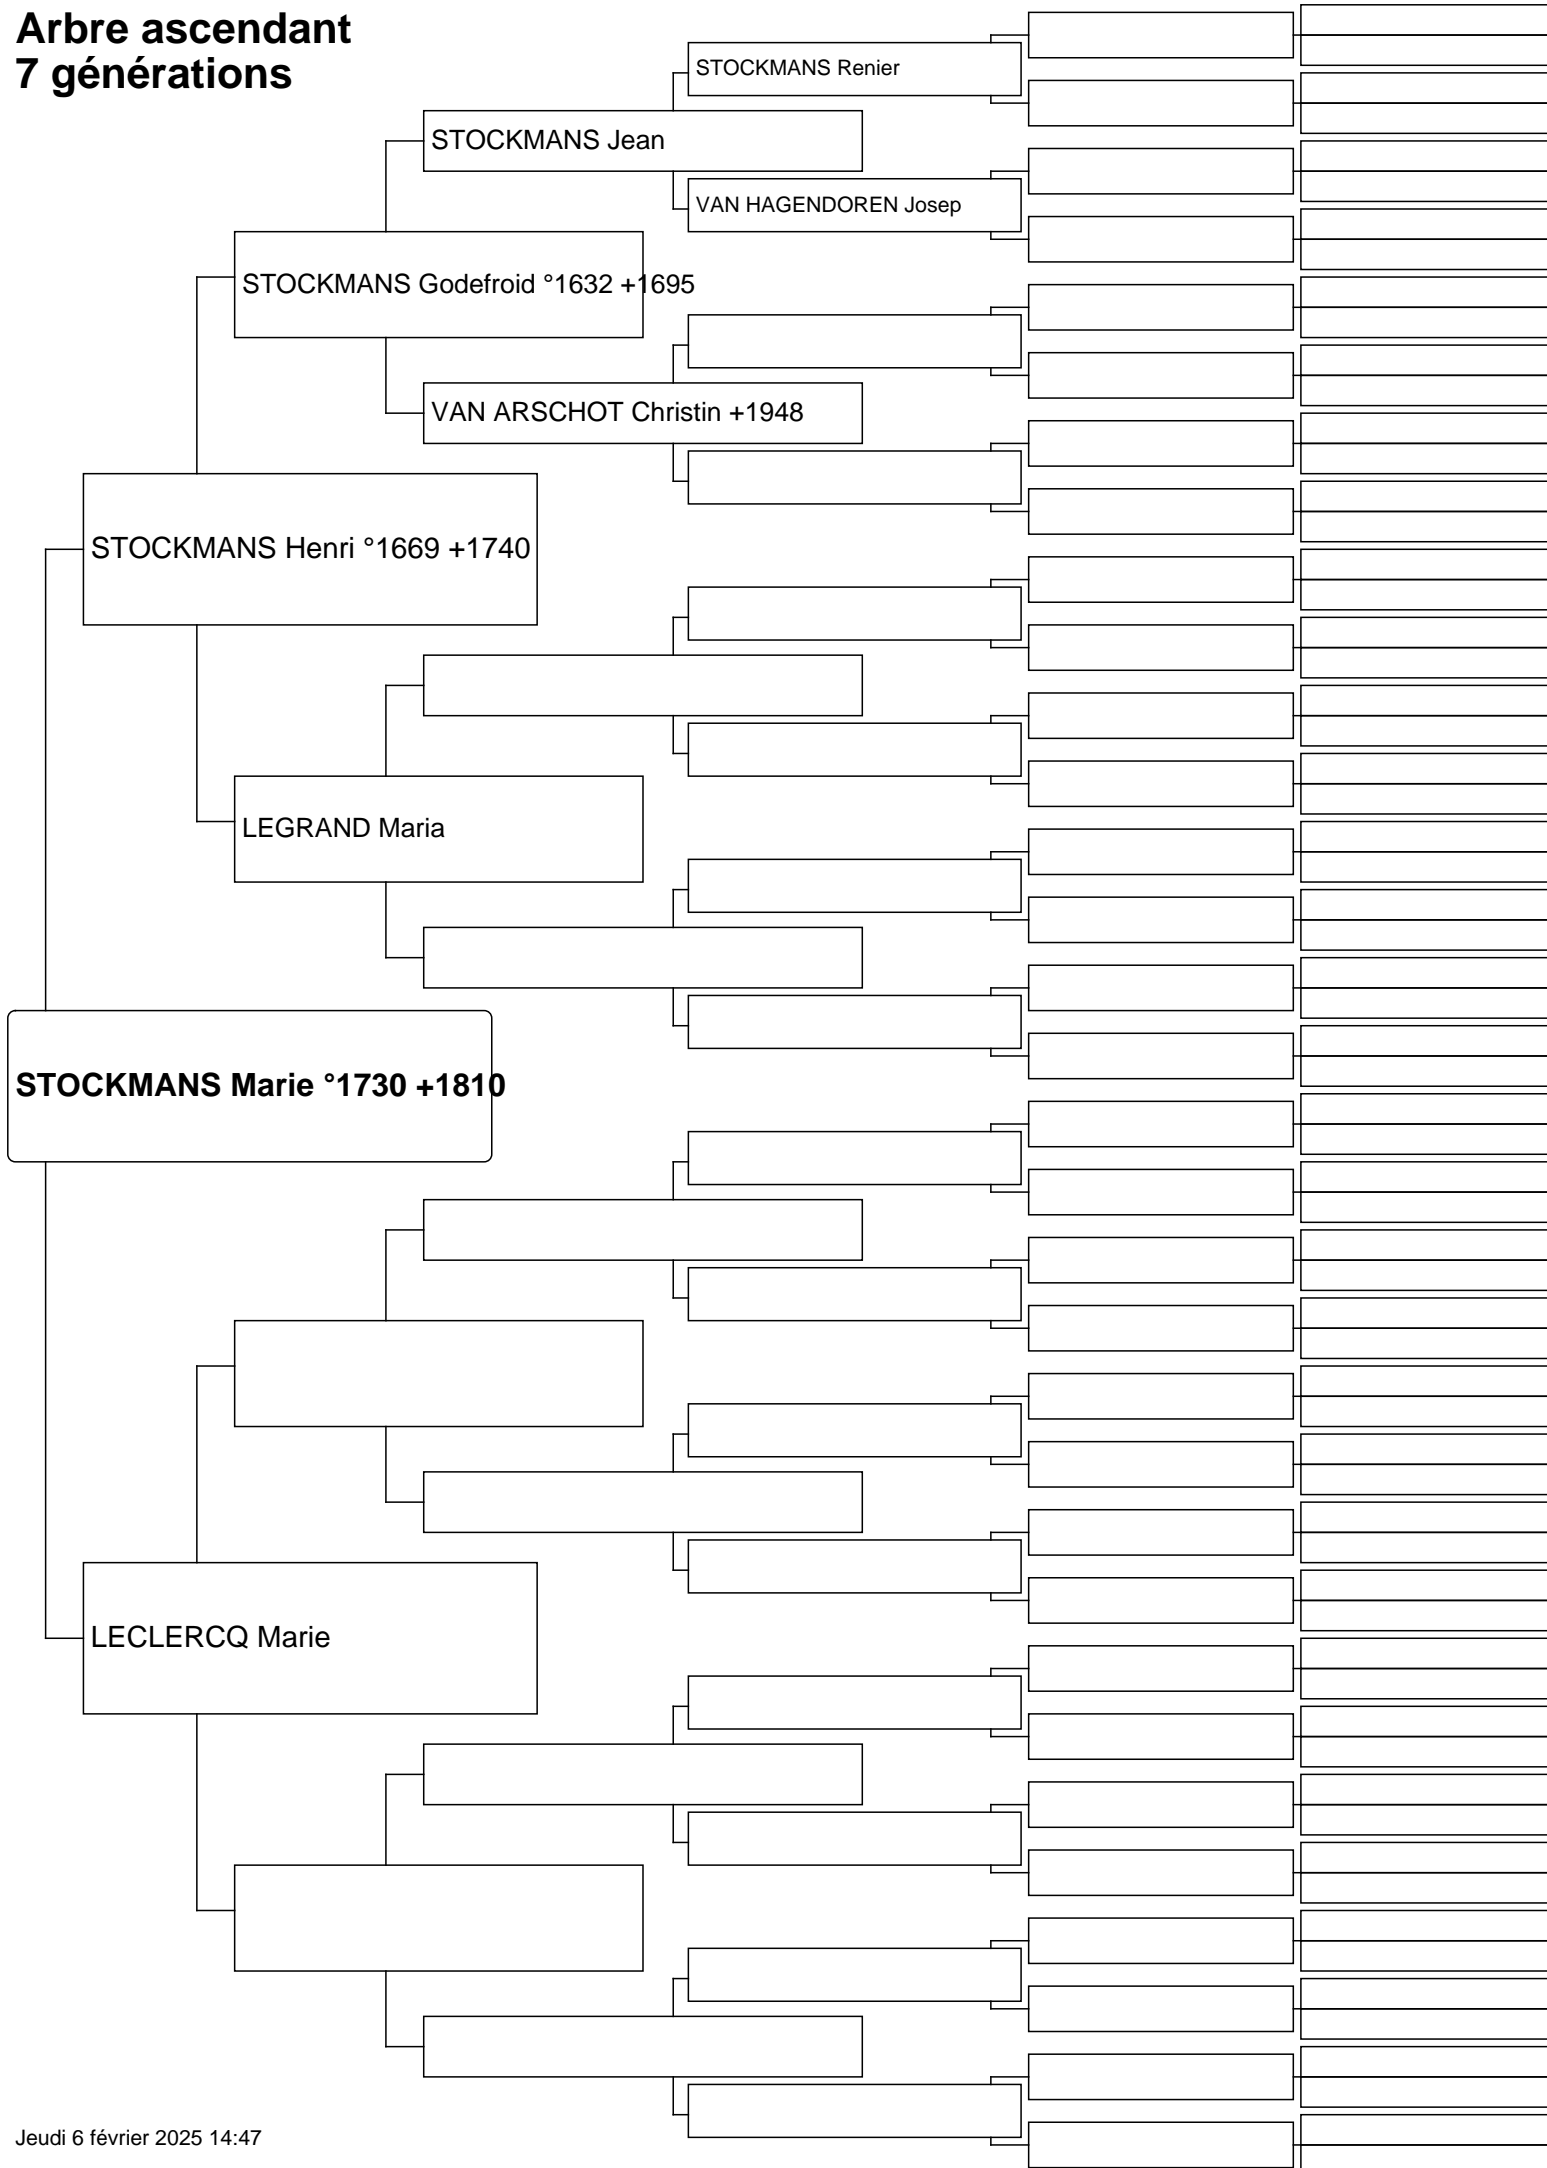 Arbre ascendant
7 générations
STOCKMANS Renier
STOCKMANS Jean
VAN HAGENDOREN Josep
STOCKMANS Godefroid °1632 +1695
VAN ARSCHOT Christin +1948
STOCKMANS Henri °1669 +1740
LEGRAND Maria
STOCKMANS Marie °1730 +1810
LECLERCQ Marie
Jeudi 6 février 2025 14:47